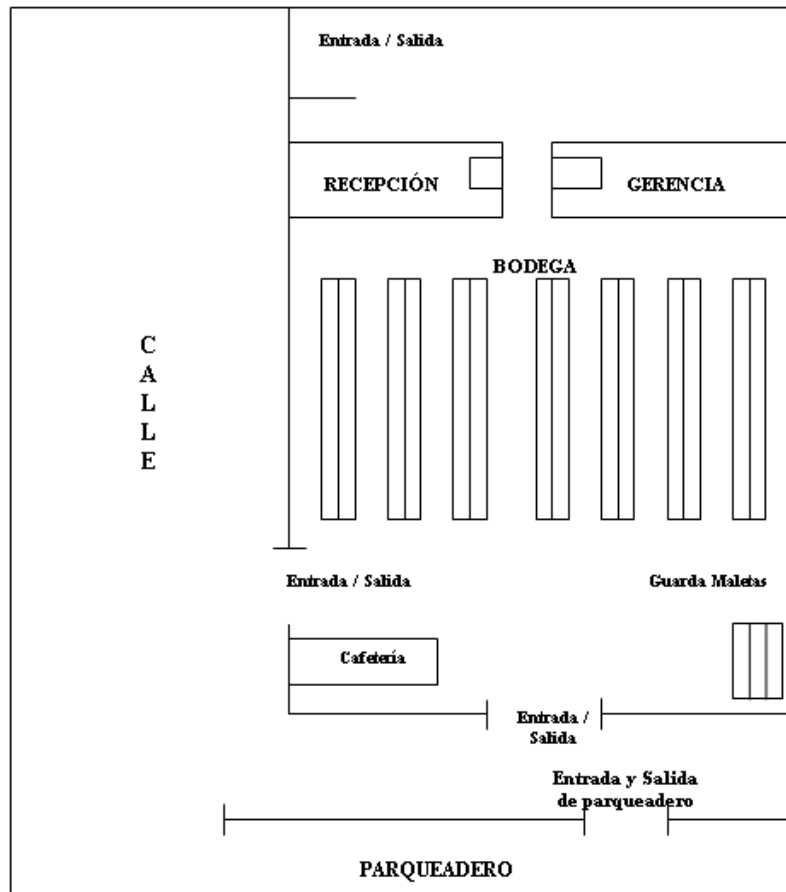 Entrada / Salida
RECEPCIÓN
GERENCIA
BODEGA
C
A
L
L
E
Entrada / Salida
Guarda Maletas
Cafetería
Entrada /
Salida
Entrada y Salida
de parqueadero
PARQUEADERO